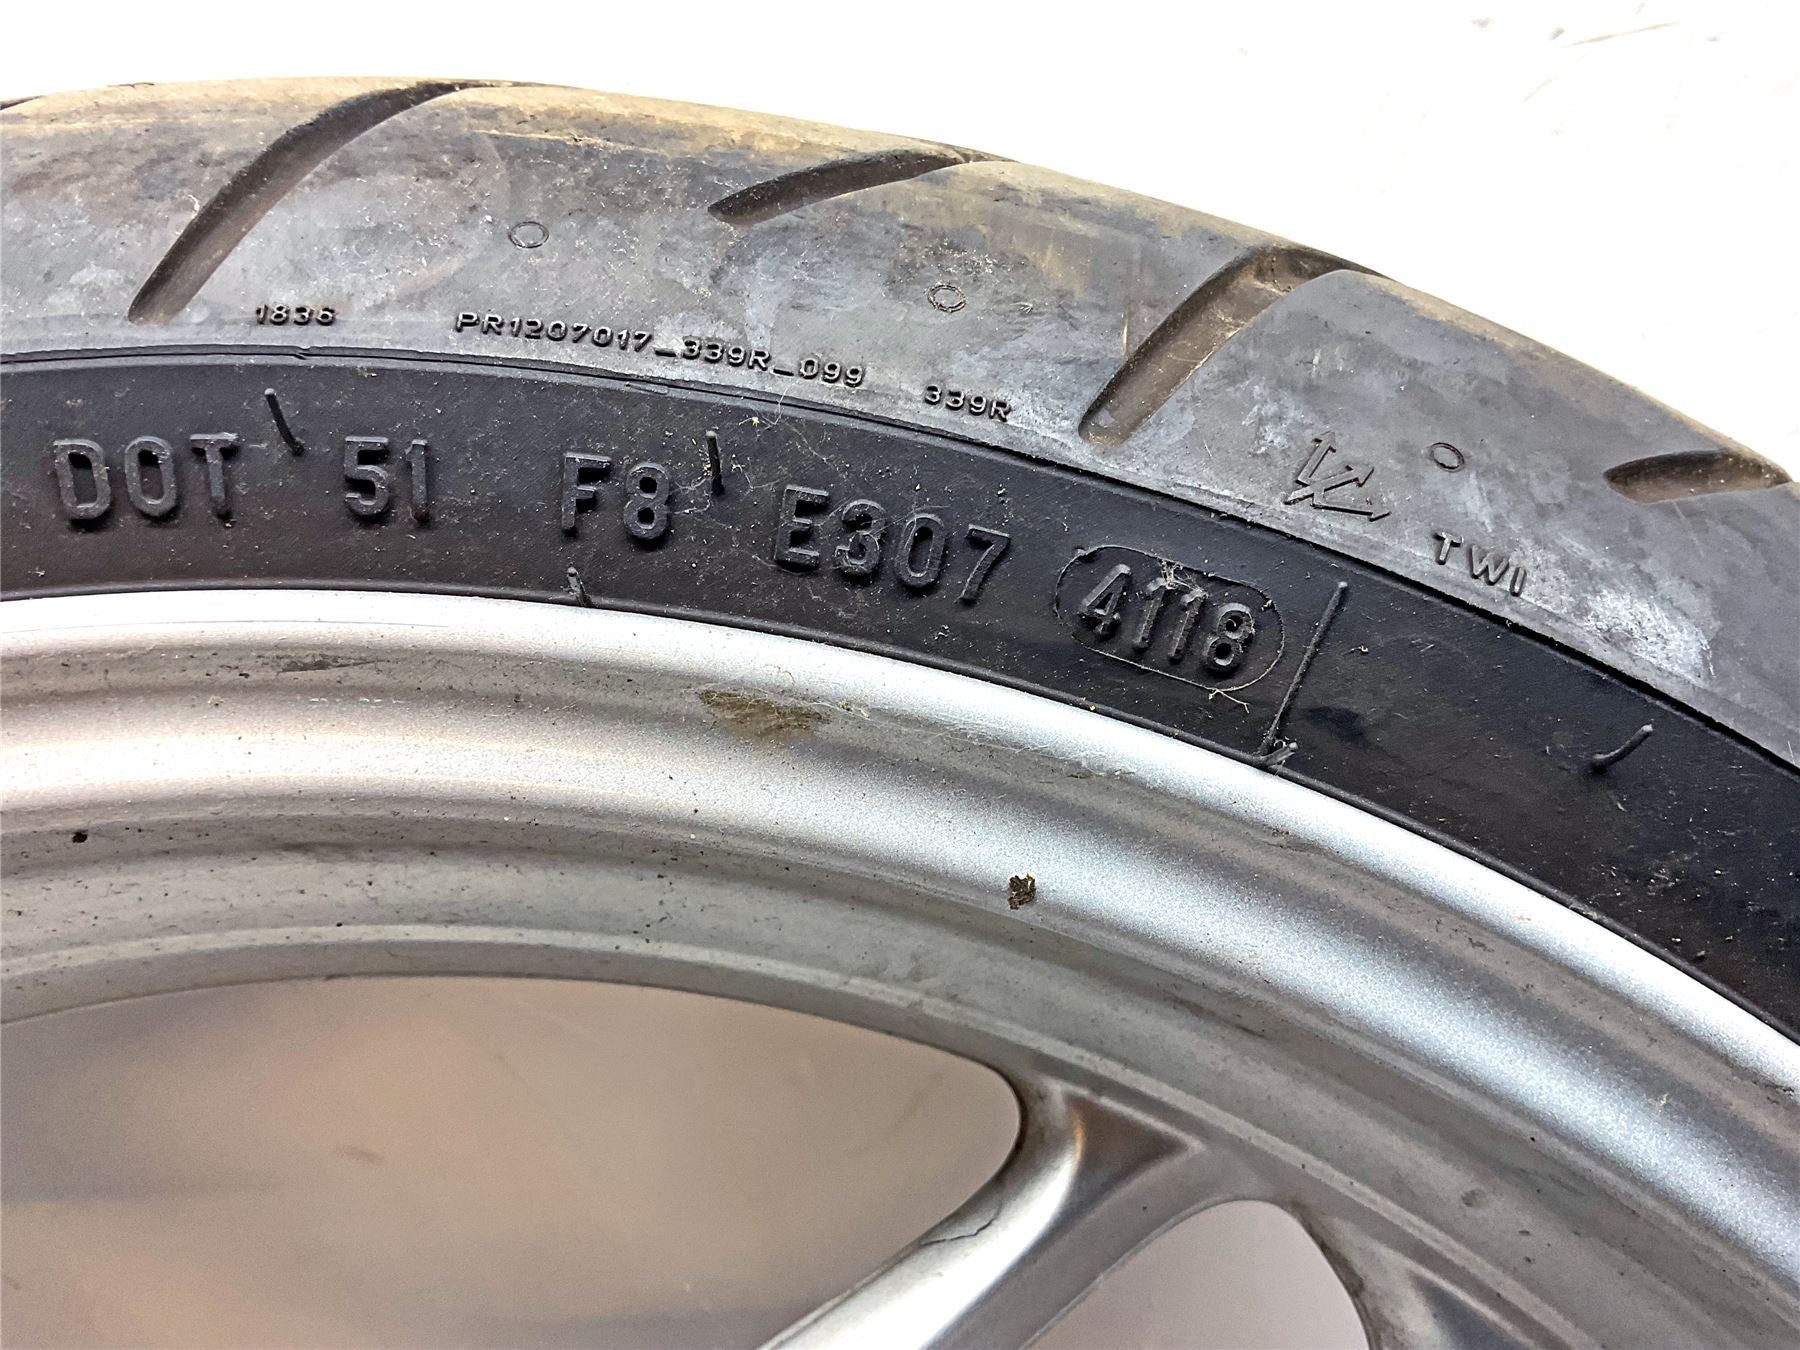 1836 PR1207017_339R_099 339R
TWI
DOT 51 F8 E307 4118